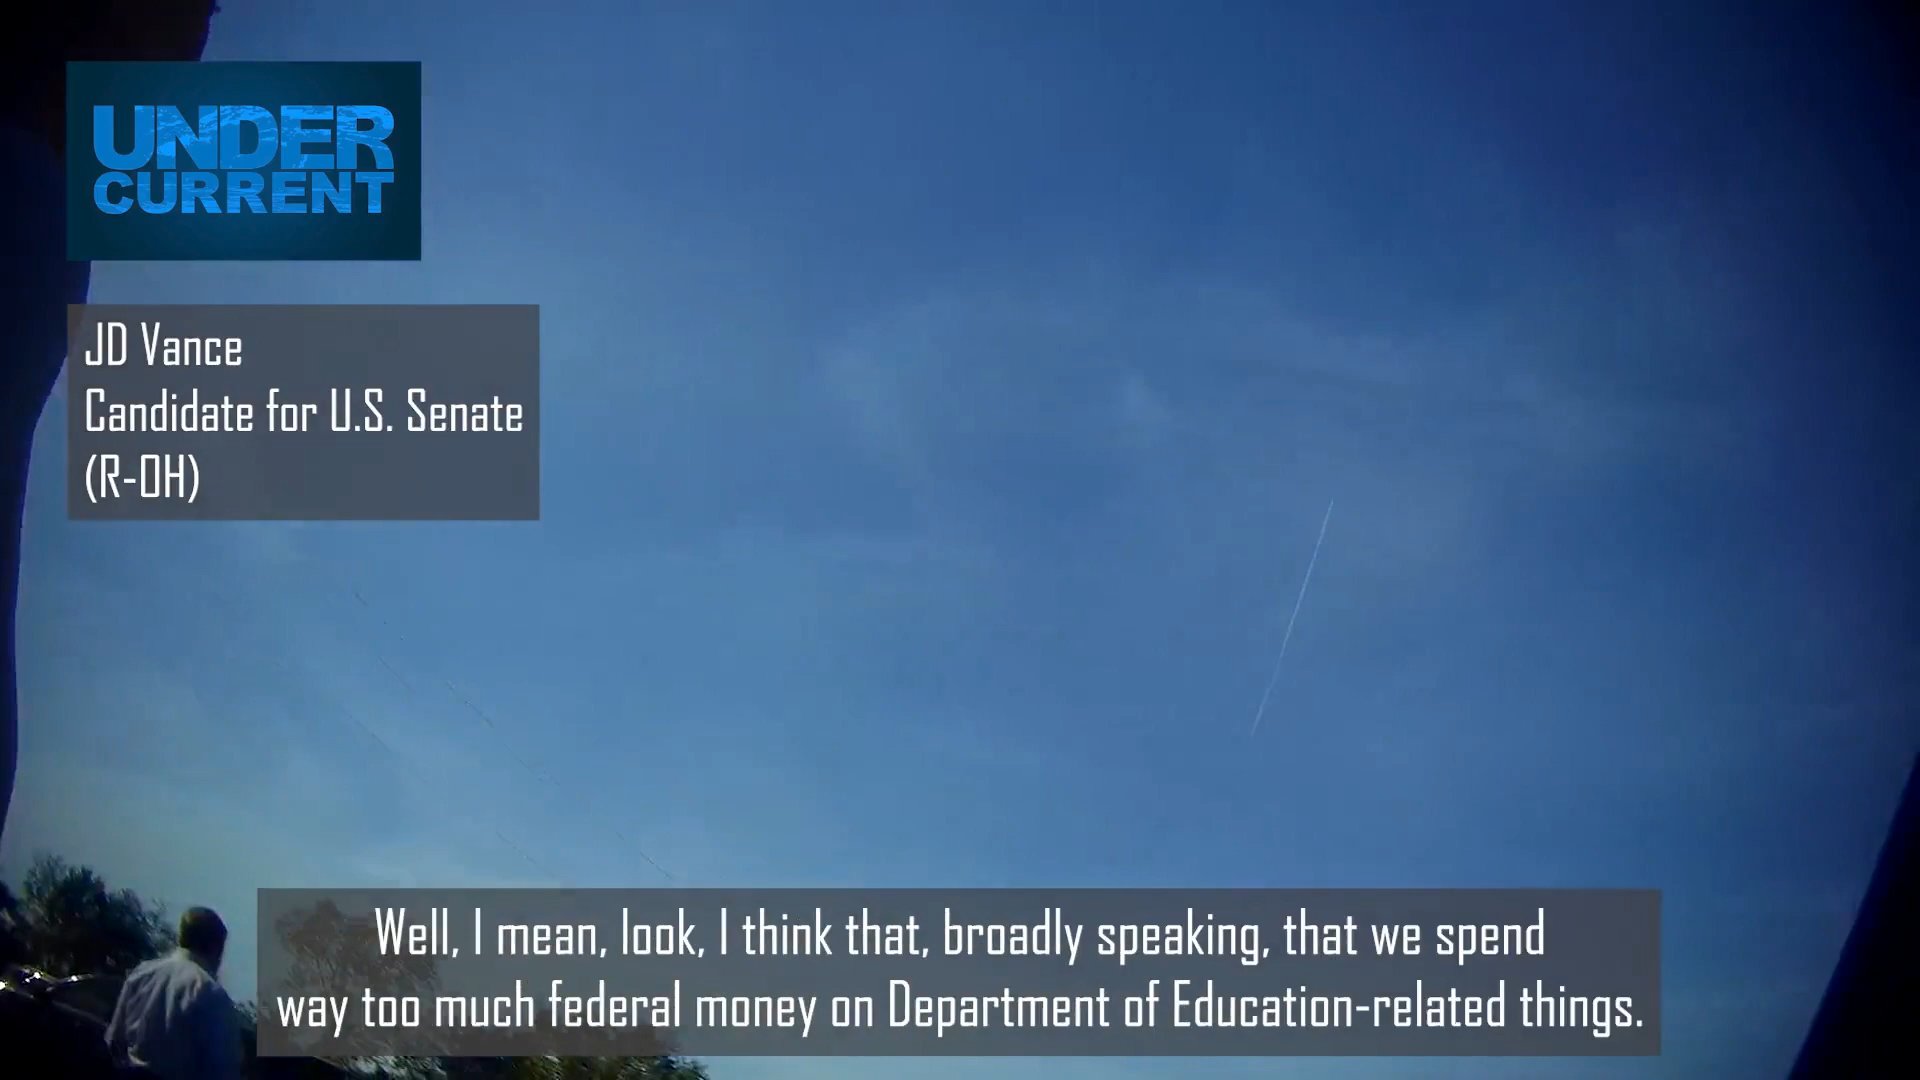 UNDER
CURRENT
JD Vance
Candidate for U.S. Senate
(R-OH)
Well, I mean, look, I think that, broadly speaking, that we spend
way too much federal money on Department of Education-related things.